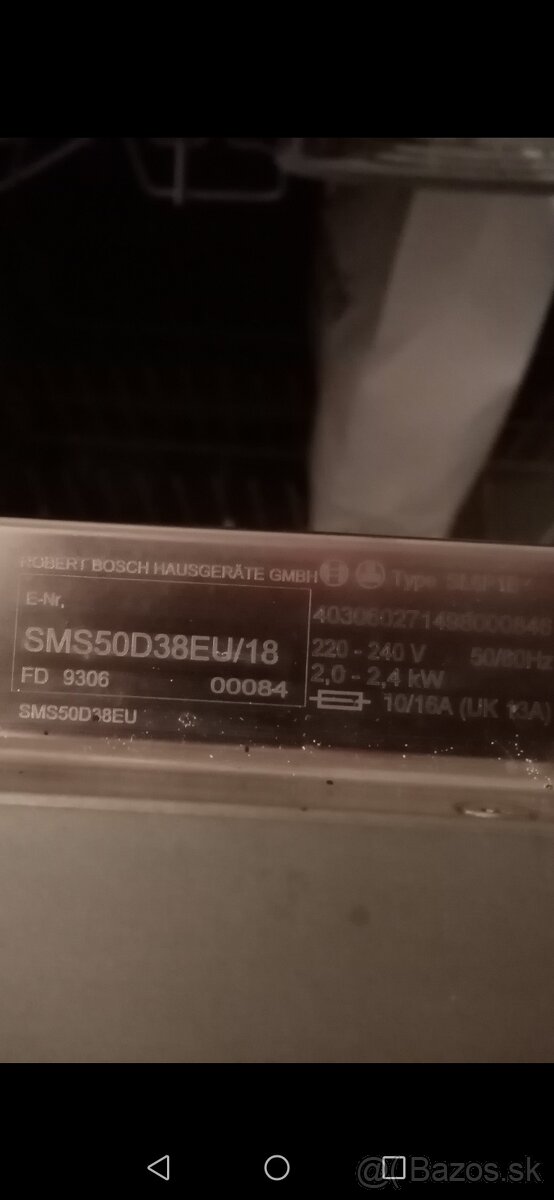 ROBERT BOSCH HAUSGERÄTE GMBH Type
E-Nr.
SMS50D38EU/18
FD 9306 00084
SMS50D38EU
220 - 240 V 50/60Hz
2,0 - 2,4 kW
10/16A (UK 13A)
Bazos.sk